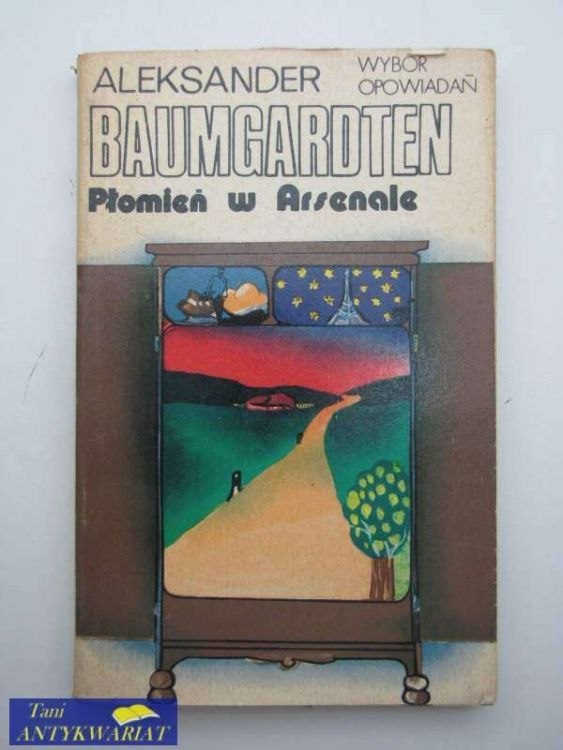 ALEKSANDER
WYBÓR
OPOWIADAŃ
BAUMGARDTEN
Płomień w Arsenale
Tani
ANTYKWARIAT